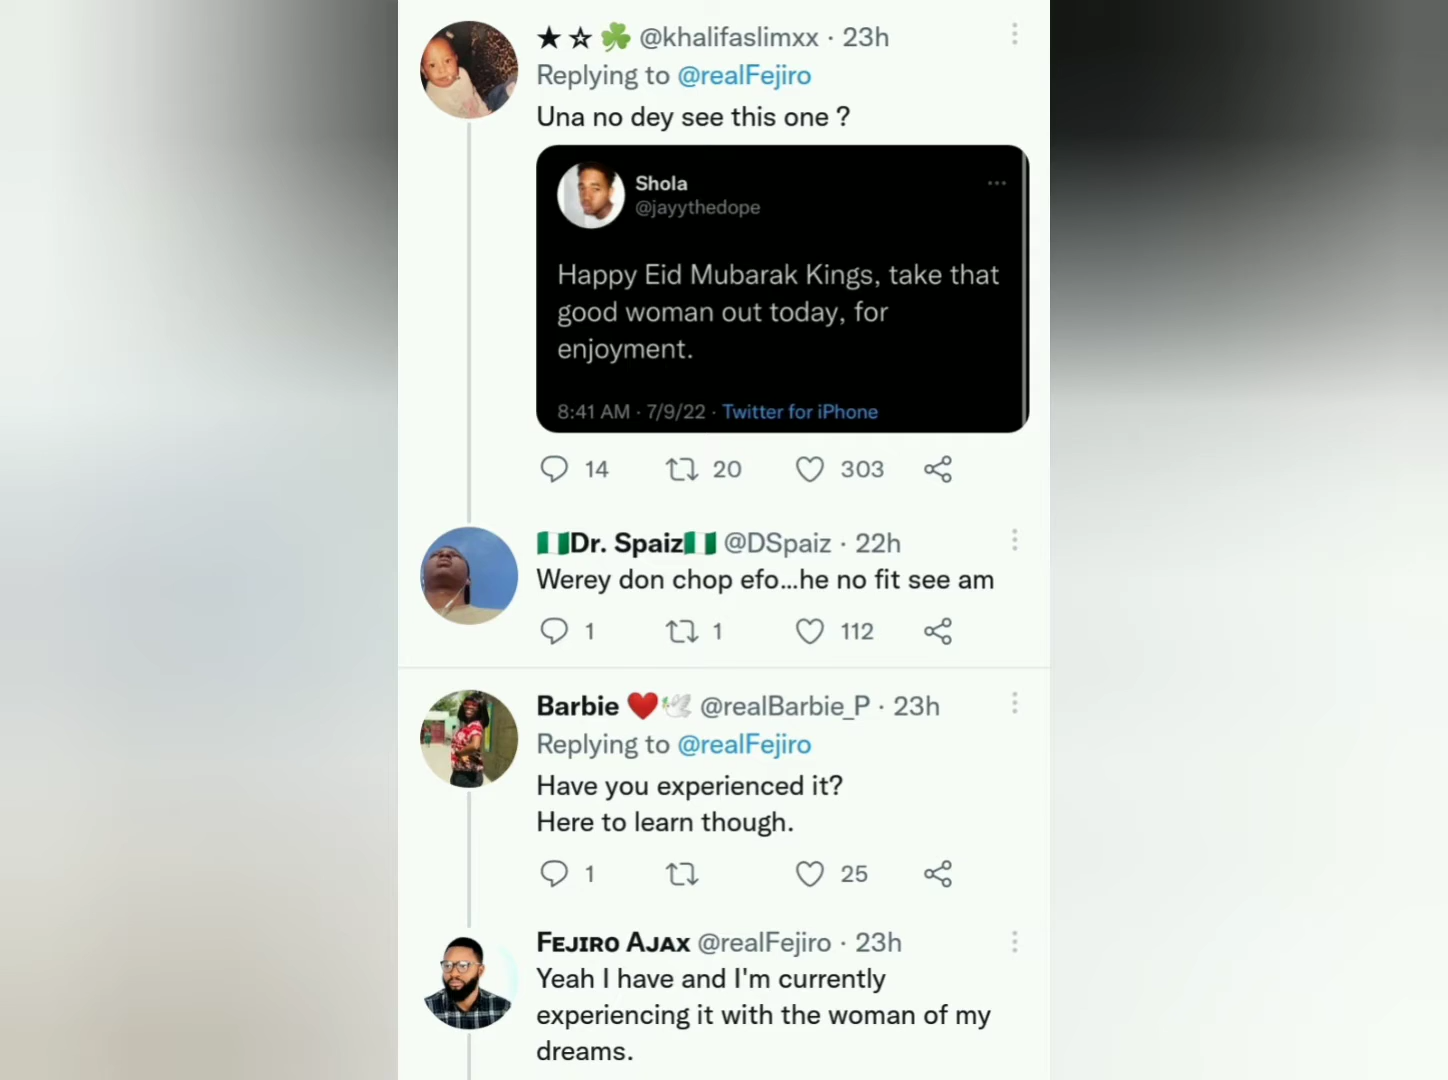 ★ ☆ ☘️ @khalifaslimxx · 23h
Replying to @realFejiro
Una no dey see this one ?
Shola
@jayythedope
Happy Eid Mubarak Kings, take that
good woman out today, for
enjoyment.
8:41 AM · 7/9/22 · Twitter for iPhone
14 20 303
🇳🇬Dr. Spaiz🇳🇬 @DSpaiz · 22h
Werey don chop efo...he no fit see am
1 1 112
Barbie ❤️🕊️ @realBarbie_P · 23h
Replying to @realFejiro
Have you experienced it?
Here to learn though.
1 25
Fᴇᴊɪʀᴏ Aᴊᴀx @realFejiro · 23h
Yeah I have and I'm currently
experiencing it with the woman of my
dreams.